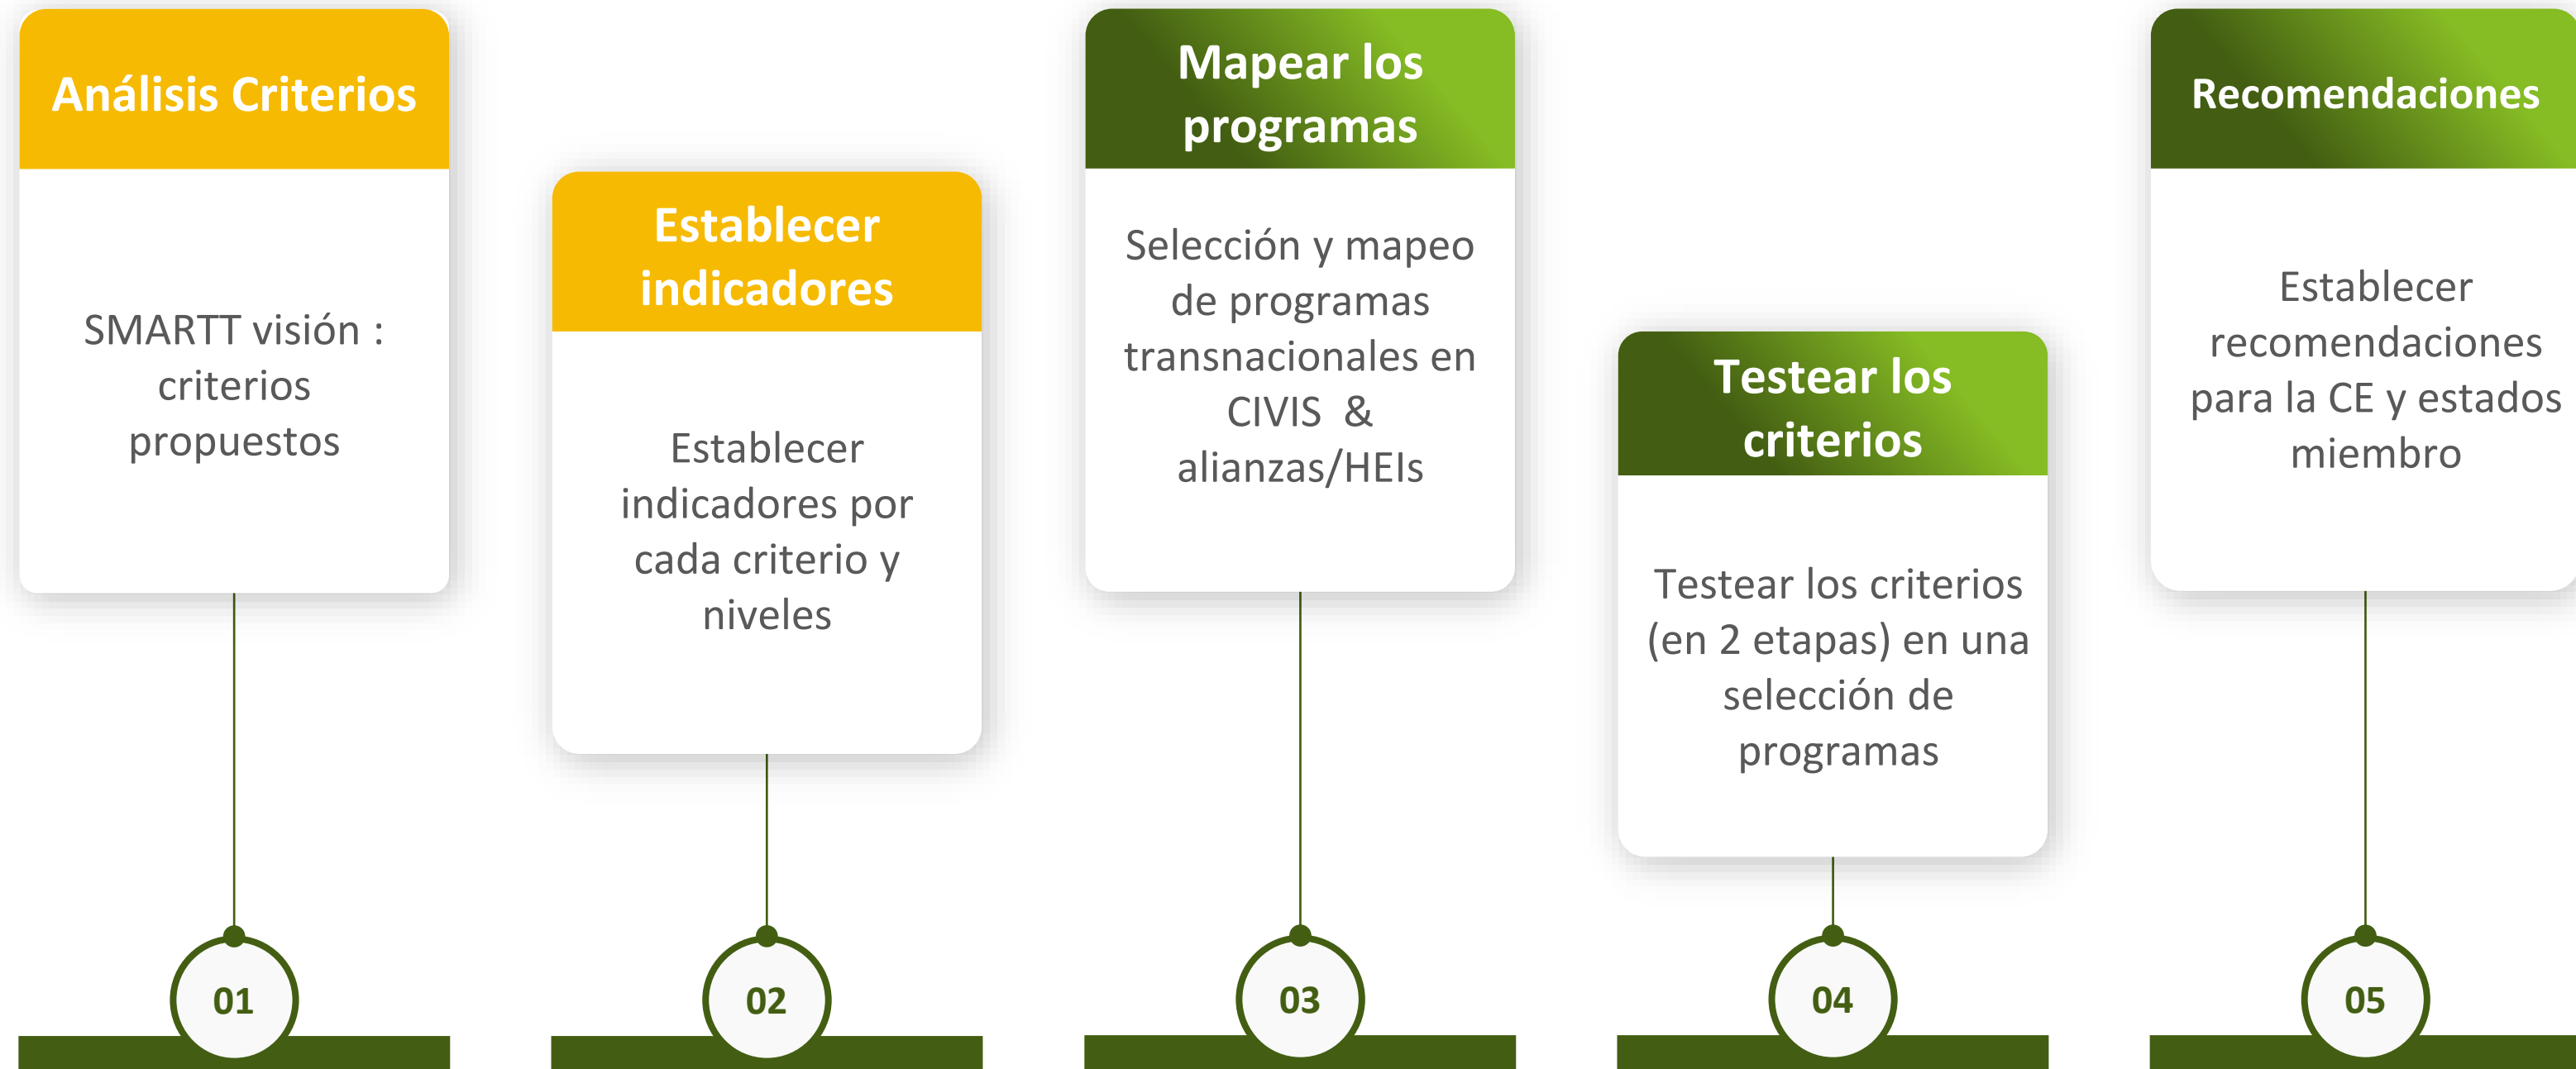 Análisis Criterios
SMARTT visión :
criterios
propuestos
01
Establecer
indicadores
Establecer
indicadores por
cada criterio y
niveles
02
Mapear los
programas
Selección y mapeo
de programas
transnacionales en
CIVIS &
alianzas/HEIs
03
Testear los
criterios
Testear los criterios
(en 2 etapas) en una
selección de
programas
04
Recomendaciones
Establecer
recomendaciones
para la CE y estados
miembro
05